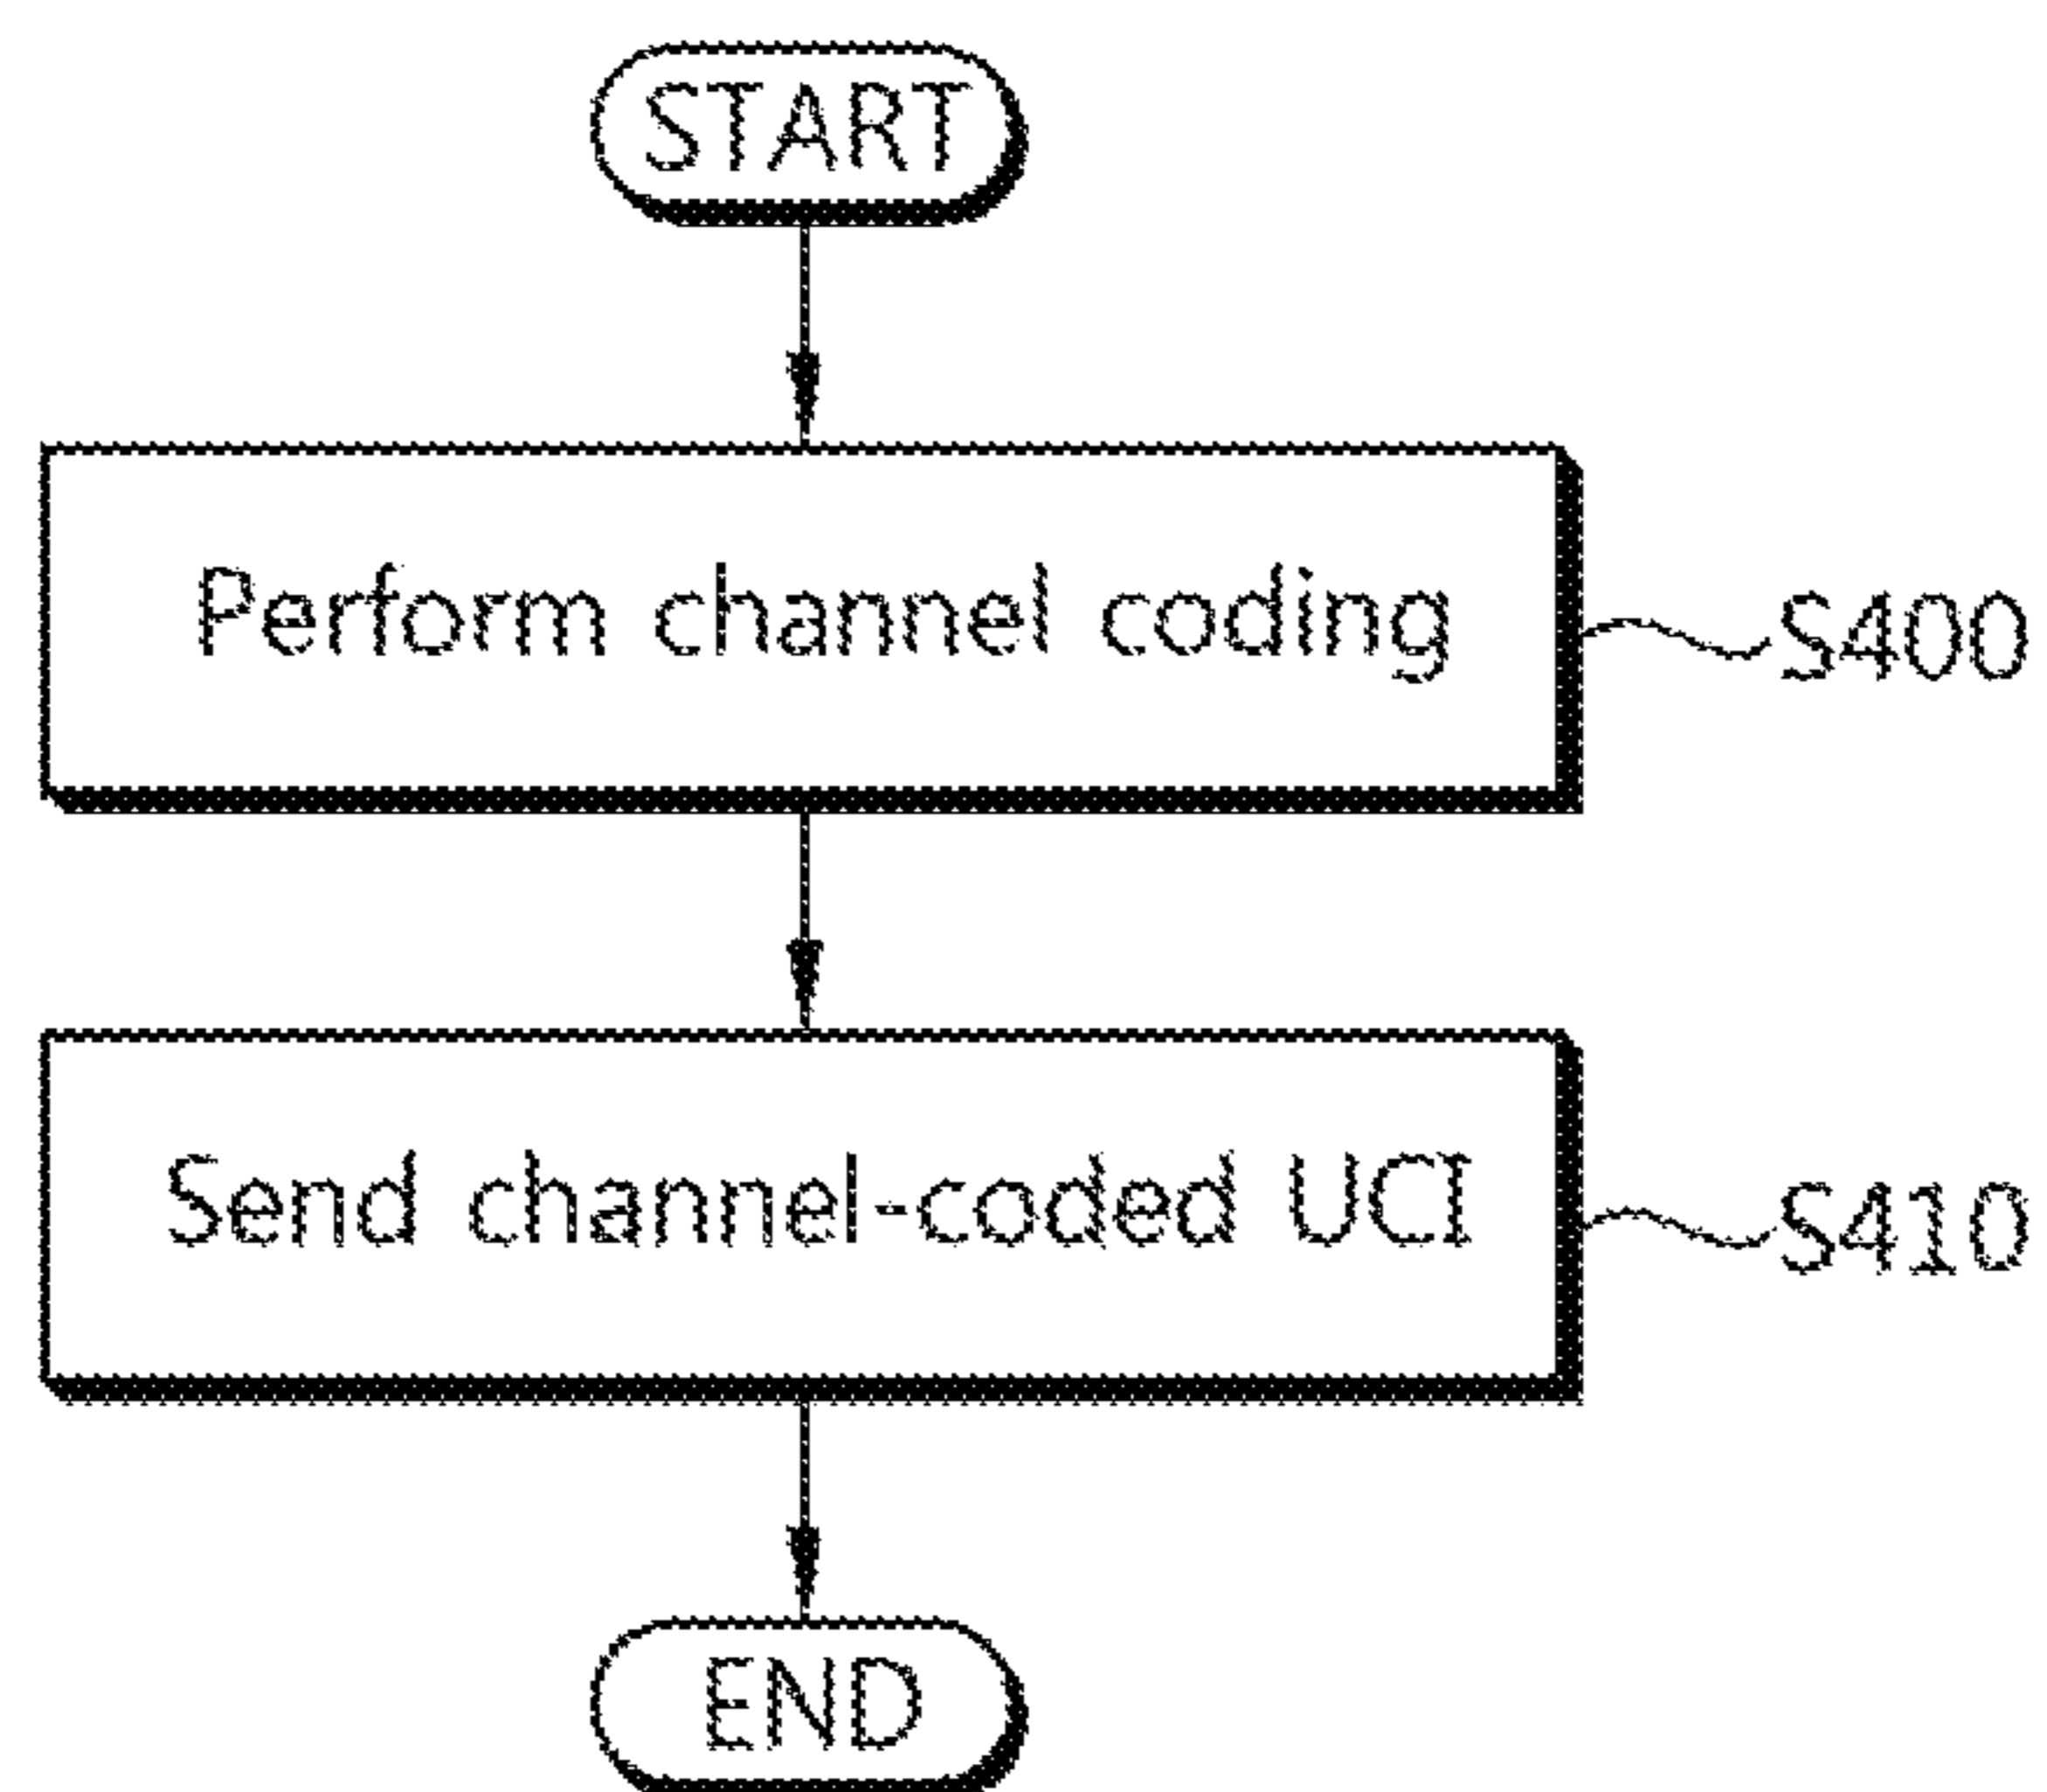 START
Perform channel coding
S400
Send channel-coded UCI
S410
END